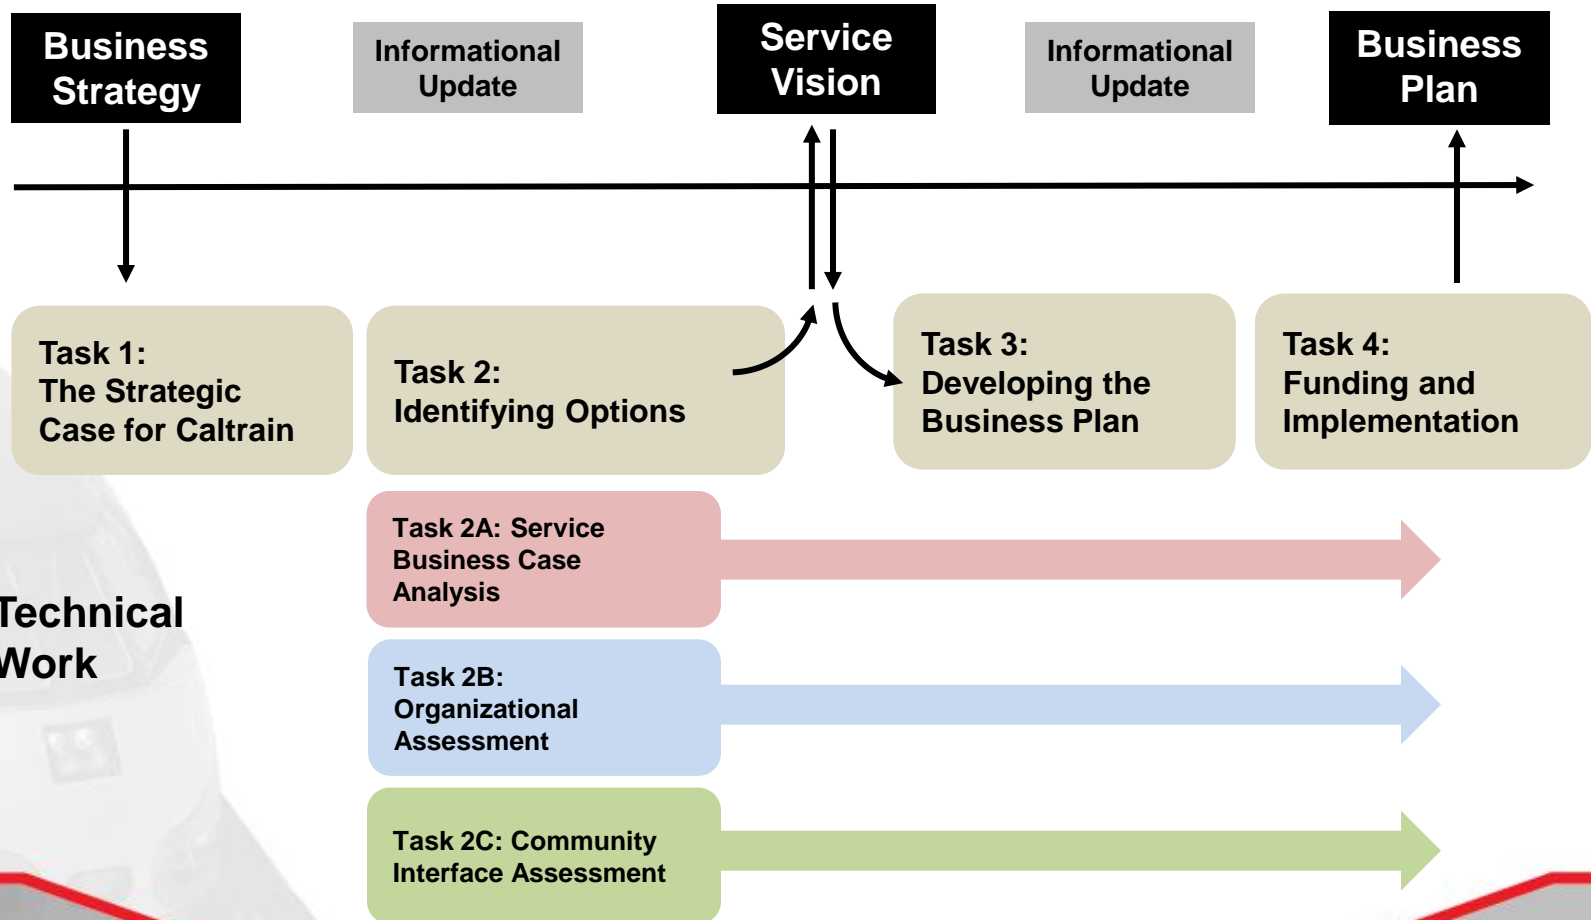 Business
Strategy
Informational
Update
Service
Vision
Informational
Update
Business
Plan
Task 1:
The Strategic
Case for Caltrain
Task 2:
Identifying Options
Task 3:
Developing the
Business Plan
Task 4:
Funding and
Implementation
Technical
Work
Task 2A: Service
Business Case
Analysis
Task 2B:
Organizational
Assessment
Task 2C: Community
Interface Assessment